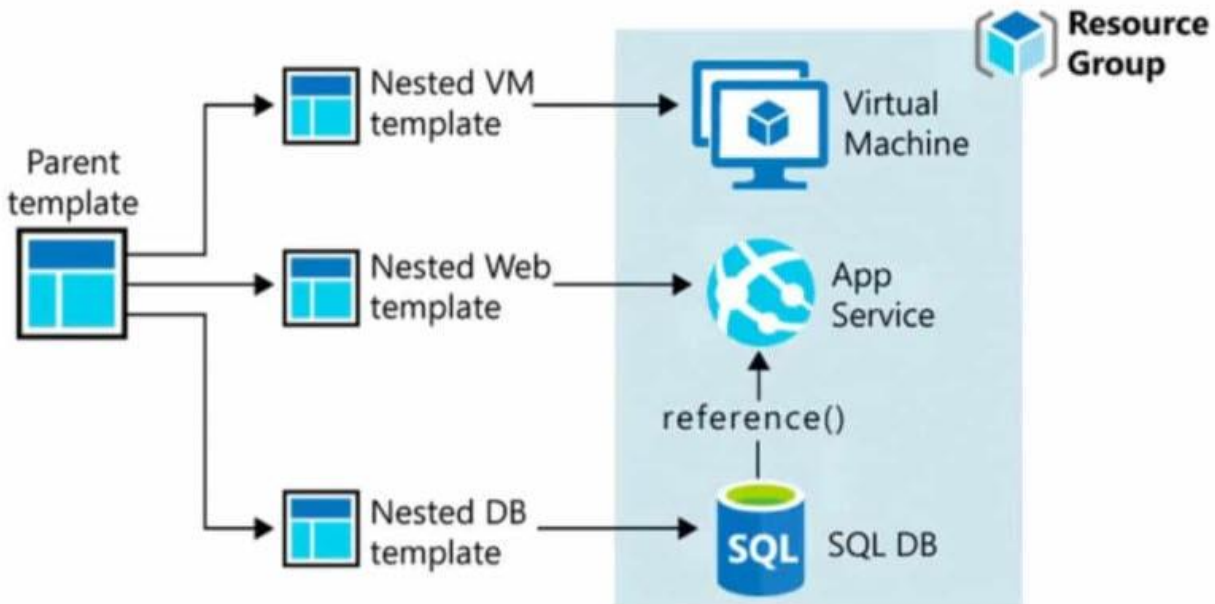 Resource
Group
Nested VM
template
Virtual
Machine
Parent
template
Nested Web
template
App
Service
reference()
Nested DB
template
SQL
SQL DB